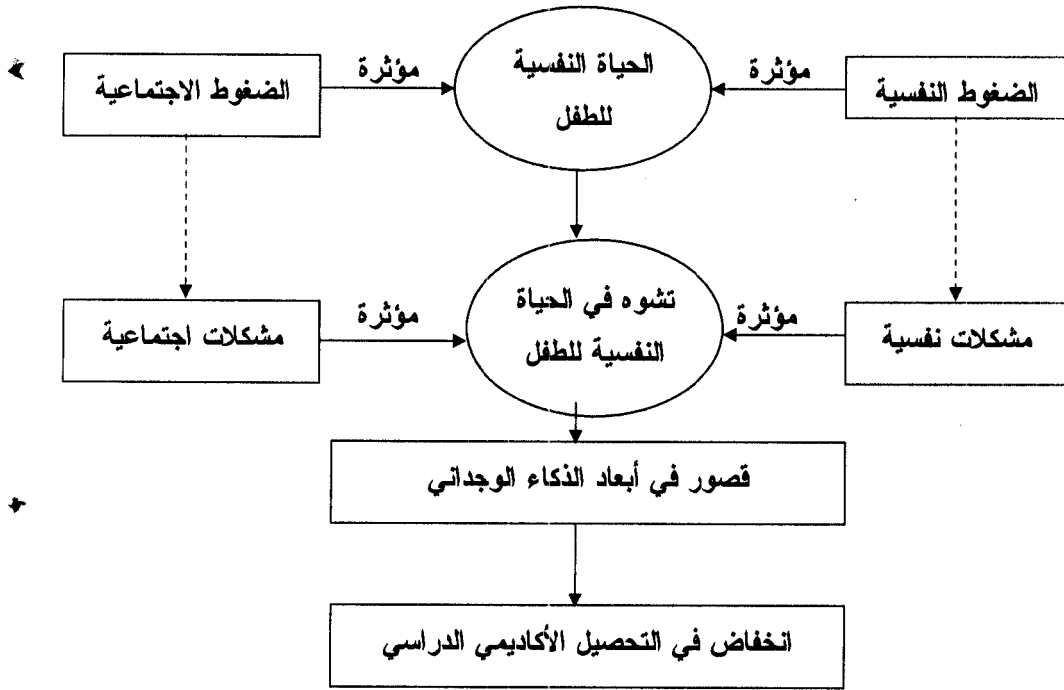 الحياة النفسية
للطفل
الضغوط النفسية
مؤثرة
مؤثرة
الضغوط الاجتماعية
تشوه في الحياة
النفسية للطفل
مشكلات نفسية
مؤثرة
مؤثرة
مشكلات اجتماعية
قصور في أبعاد الذكاء الوجداني
انخفاض في التحصيل الأكاديمي الدراسي